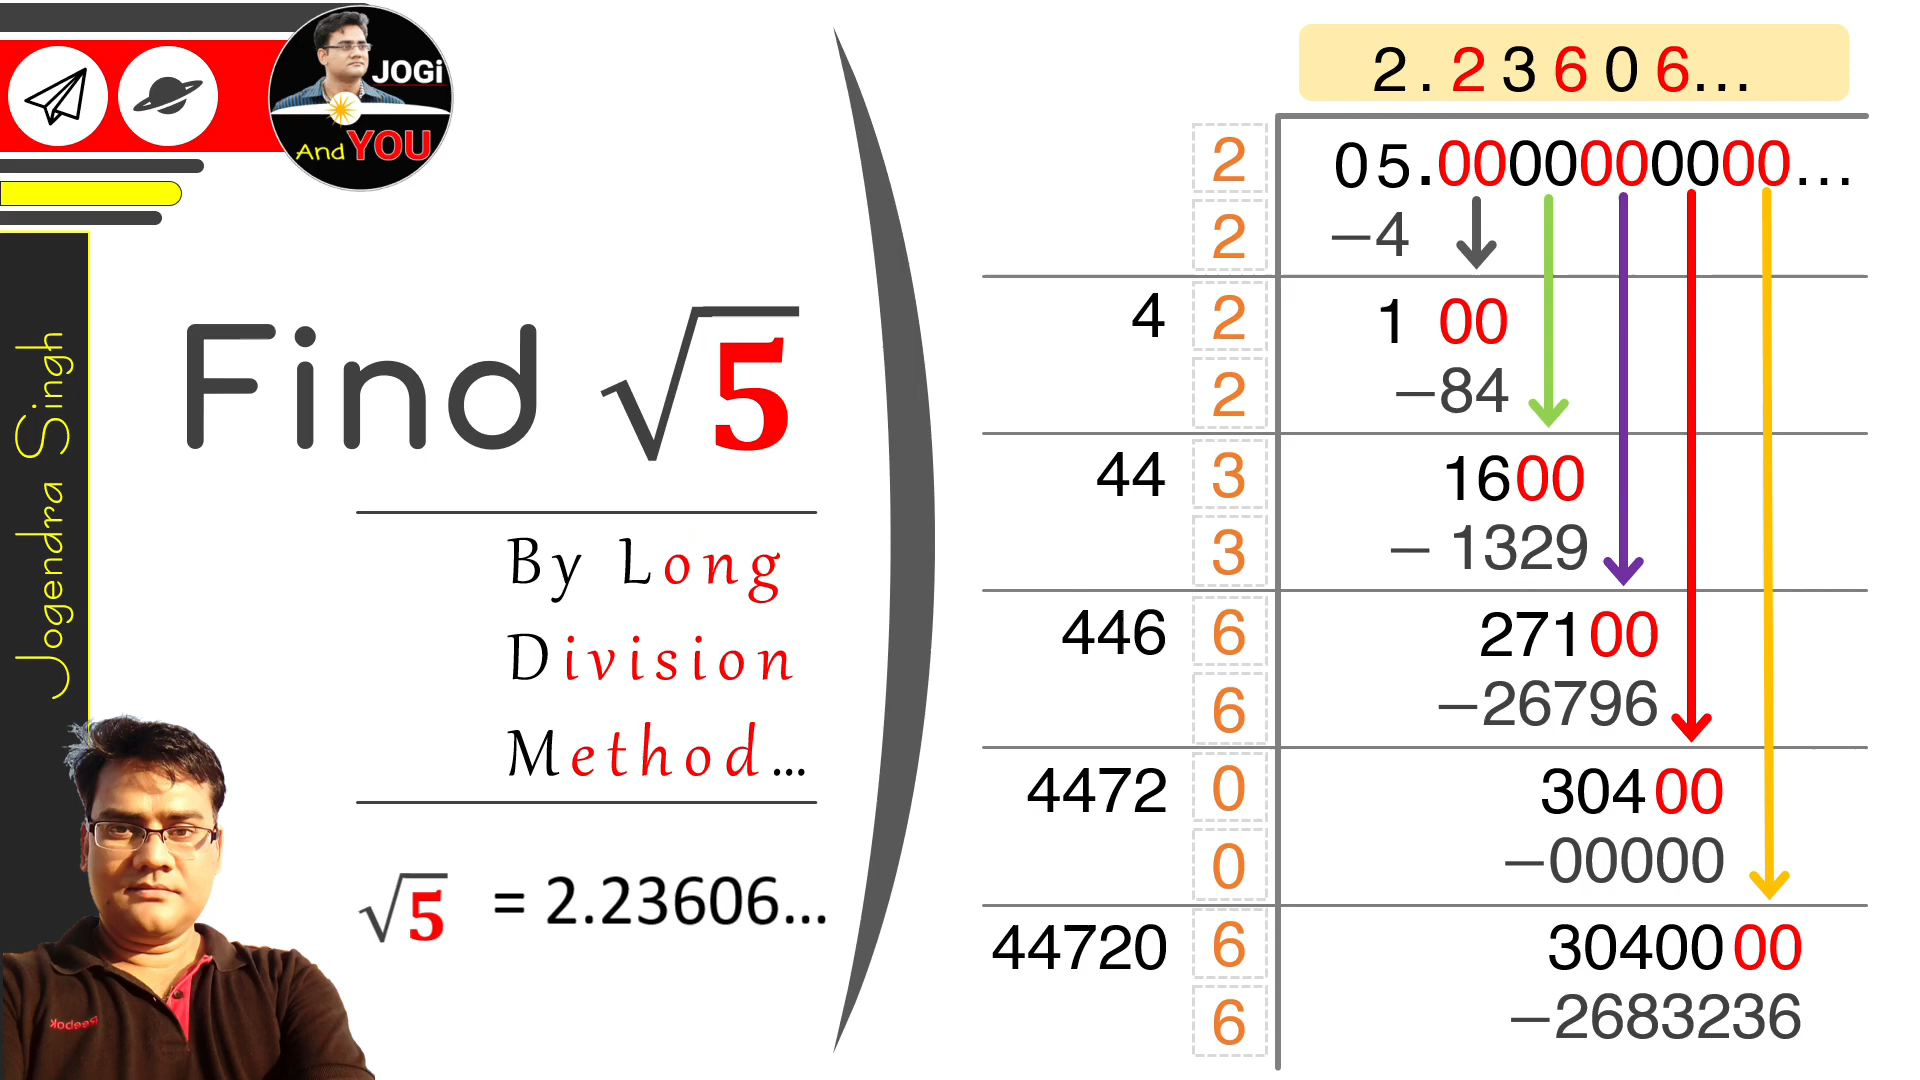 JOGi
And YOU
Jogendra Singh
Find √5
By Long
Division
Method...
√5 = 2.23606...
Reebok
2.23606...
2 05.0000000000...
2 –4
4 2 1 00
2 –84
44 3 1600
3 – 1329
446 6 27100
6 –26796
4472 0 30400
0 –00000
44720 6 3040000
6 –2683236